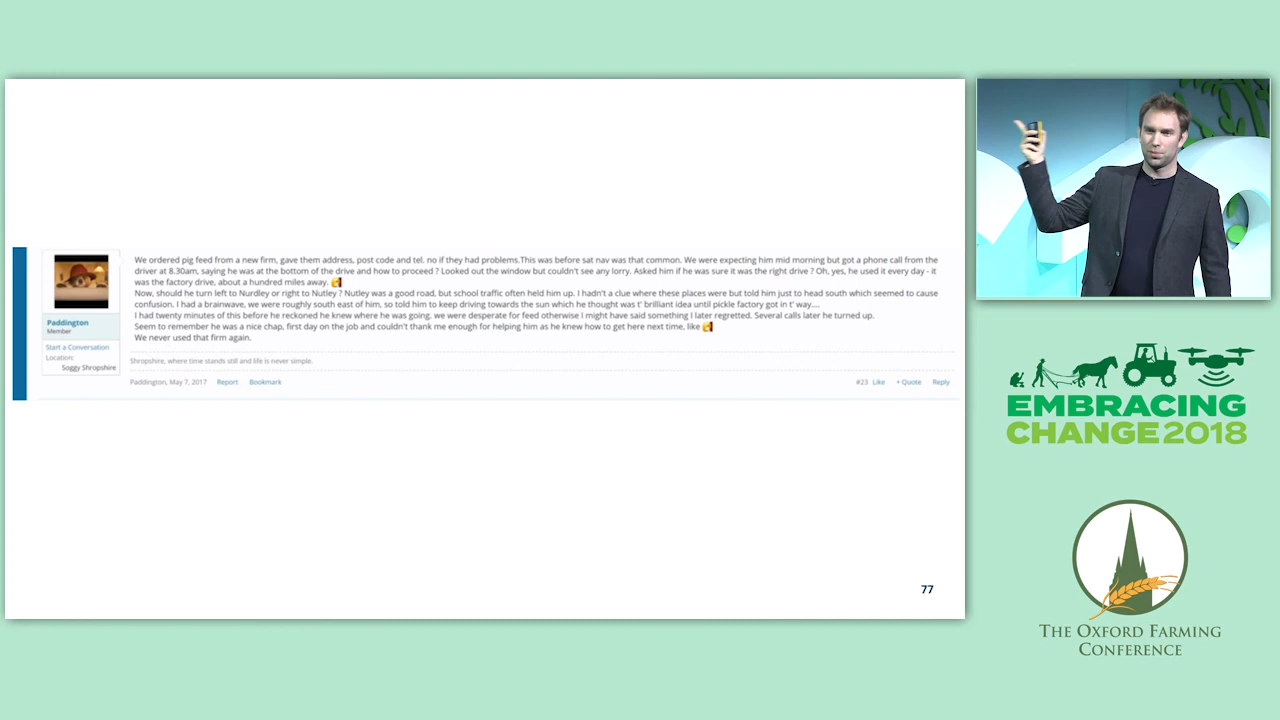 We ordered pig feed from a new firm, gave them address, post code and tel. no if they had problems.This was before sat nav was that common. We were expecting him mid morning but got a phone call from the
driver at 8.30am, saying he was at the bottom of the drive and how to proceed ? Looked out the window but couldn't see any lorry. Asked him if he was sure it was the right drive ? Oh, yes, he used it every day - it
was the factory drive, about a hundred miles away.
Now, should he turn left to Nurdley or right to Nutley ? Nutley was a good road, but school traffic often held him up. I hadn't a clue where these places were but told him just to head south which seemed to cause
confusion. I had a brainwave, we were roughly south east of him, so told him to keep driving towards the sun which he thought was t' brilliant idea until pickle factory got in t' way....
I had twenty minutes of this before he reckoned he knew where he was going. we were desperate for feed otherwise I might have said something I later regretted. Several calls later he turned up.
Seem to remember he was a nice chap, first day on the job and couldn't thank me enough for helping him as he knew how to get here next time, like
We never used that firm again.
Paddington
Member
Start a Conversation
Location:
Soggy Shropshire
Shropshire, where time stands still and life is never simple.
Paddington, May 7, 2017 Report Bookmark
#23 Like + Quote Reply
77
EMBRACING
CHANGE 2018
THE OXFORD FARMING
CONFERENCE